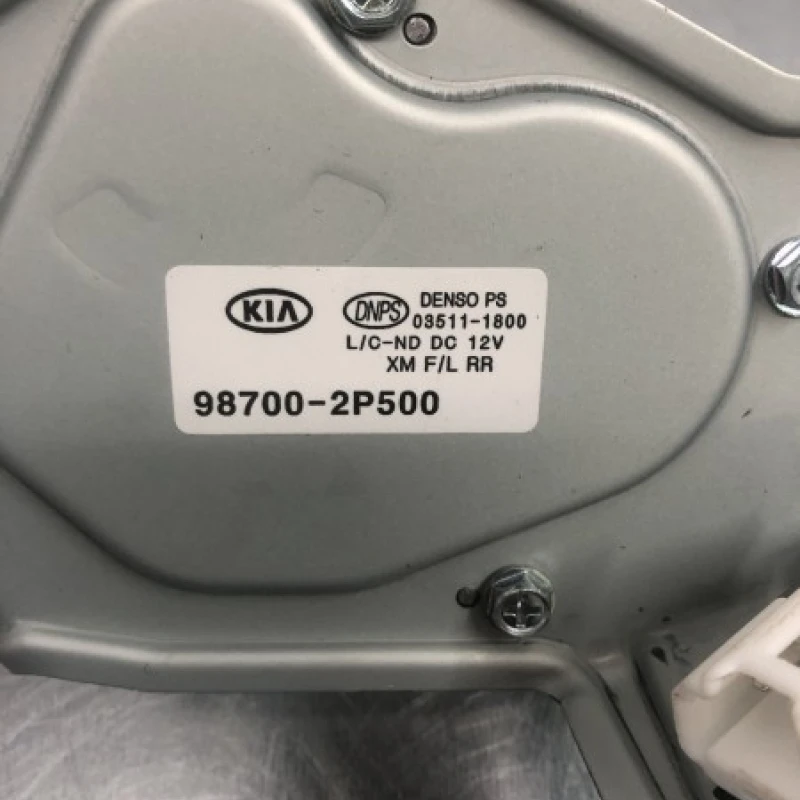 KIA DNPS DENSO PS
03511-1800
L/C-ND DC 12V
XM F/L RR
98700-2P500